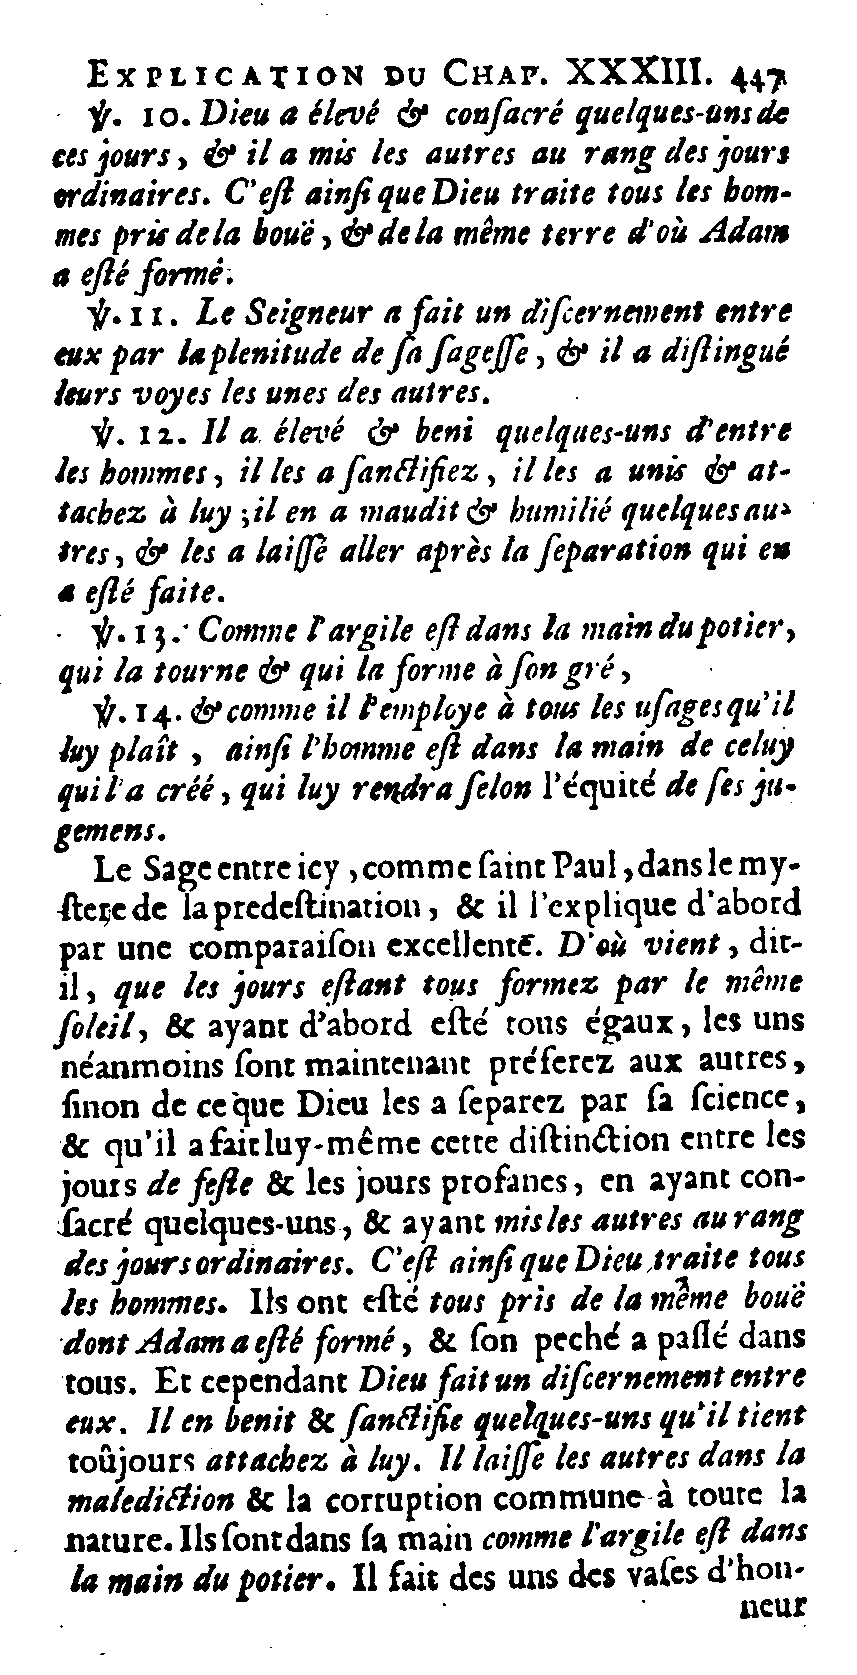 EXPLICATION DU CHAP. XXXIII. 447
℣. 10. Dieu a élevé & conſacré quelques-uns de
ces jours, & il a mis les autres au rang des jours
ordinaires. C'eſt ainſi que Dieu traite tous les hom-
mes pris de la bouë, & de la même terre d'où Adam
a eſté formé.
℣. 11. Le Seigneur a fait un diſcernement entre
eux par la plenitude de ſa ſageſſe, & il a diſtingué
leurs voyes les unes des autres.
℣. 12. Il a élevé & beni quelques-uns d'entre
les hommes, il les a ſanctifiez, il les a unis & at-
tachez à luy ; il en a maudit & humilié quelques au-
tres, & les a laiſſé aller après la ſeparation qui en
a eſté faite.
℣. 13. Comme l'argile eſt dans la main du potier,
qui la tourne & qui la forme à ſon gré,
℣. 14. & comme il l'employe à tous les uſages qu'il
luy plaît, ainſi l'homme eſt dans la main de celuy
qui l'a créé, qui luy rendra ſelon l'équité de ſes ju-
gemens.
Le Sage entre icy, comme ſaint Paul, dans le my-
ſtere de la predeſtination, & il l'explique d'abord
par une comparaiſon excellente. D'où vient, dit-
il, que les jours eſtant tous formez par le même
ſoleil, & ayant d'abord eſté tous égaux, les uns
néanmoins ſont maintenant préferez aux autres,
ſinon de ce que Dieu les a ſeparez par ſa ſcience,
& qu'il a fait luy-même cette diſtinction entre les
jours de feſte & les jours profanes, en ayant con-
ſacré quelques-uns, & ayant mis les autres au rang
des jours ordinaires. C'eſt ainſi que Dieu traite tous
les hommes. Ils ont eſté tous pris de la même bouë
dont Adam a eſté formé, & ſon peché a paſſé dans
tous. Et cependant Dieu fait un diſcernement entre
eux. Il en benit & ſanctifie quelques-uns qu'il tient
toûjours attachez à luy. Il laiſſe les autres dans la
malediction & la corruption commune à toute la
nature. Ils ſont dans ſa main comme l'argile eſt dans
la main du potier. Il fait des uns des vaſes d'hon-
neur